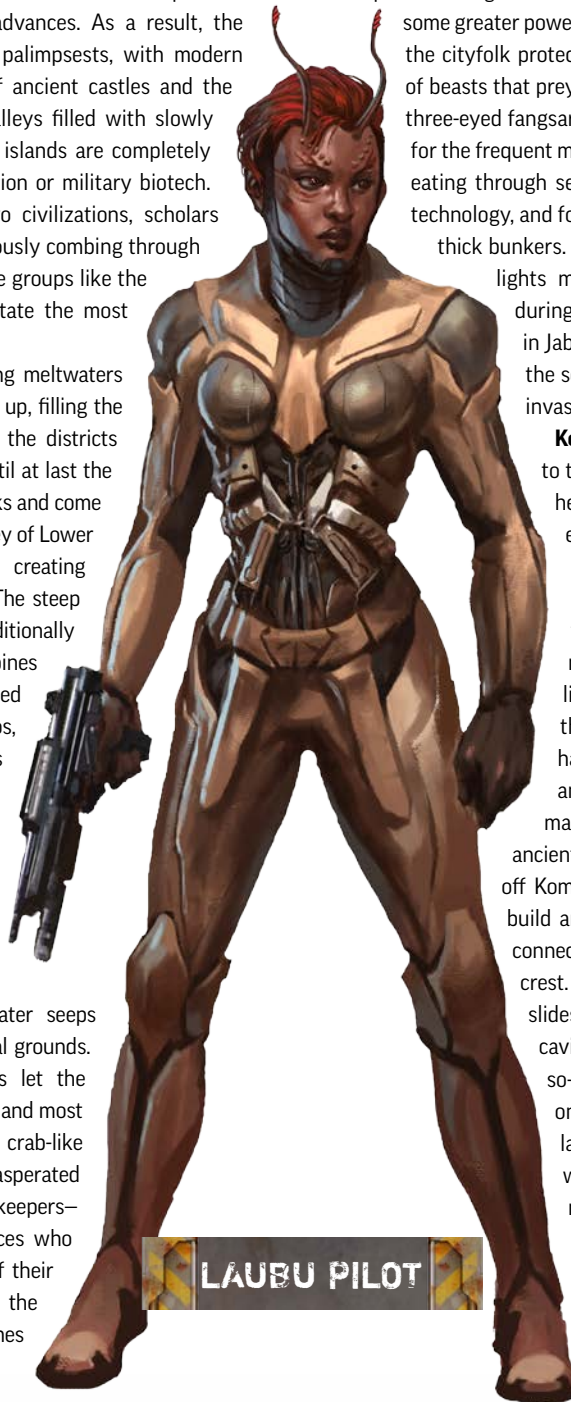 advances. As a result, the
palimpsests, with modern
f ancient castles and the
alleys filled with slowly
islands are completely
ion or military biotech.
o civilizations, scholars
ously combing through
e groups like the
tate the most
ng meltwaters
up, filling the
the districts
til at last the
ks and come
y of Lower
creating
The steep
ditionally
pines
ed
os,
s
ater seeps
al grounds.
s let the
and most
crab-like
asperated
keepers–
ces who
f their
the
nes
LAUBU PILOT
some greater powe
the cityfolk protec
of beasts that prey
three-eyed fangsar
for the frequent m
eating through se
technology, and fo
thick bunkers.
lights m
during
in Jab
the s
invas
Ke
to t
he
e
r
li
th
ha
ar
ma
ancient
off Kom
build a
connec
crest.
slides
cavi
so-
or
la
w
r